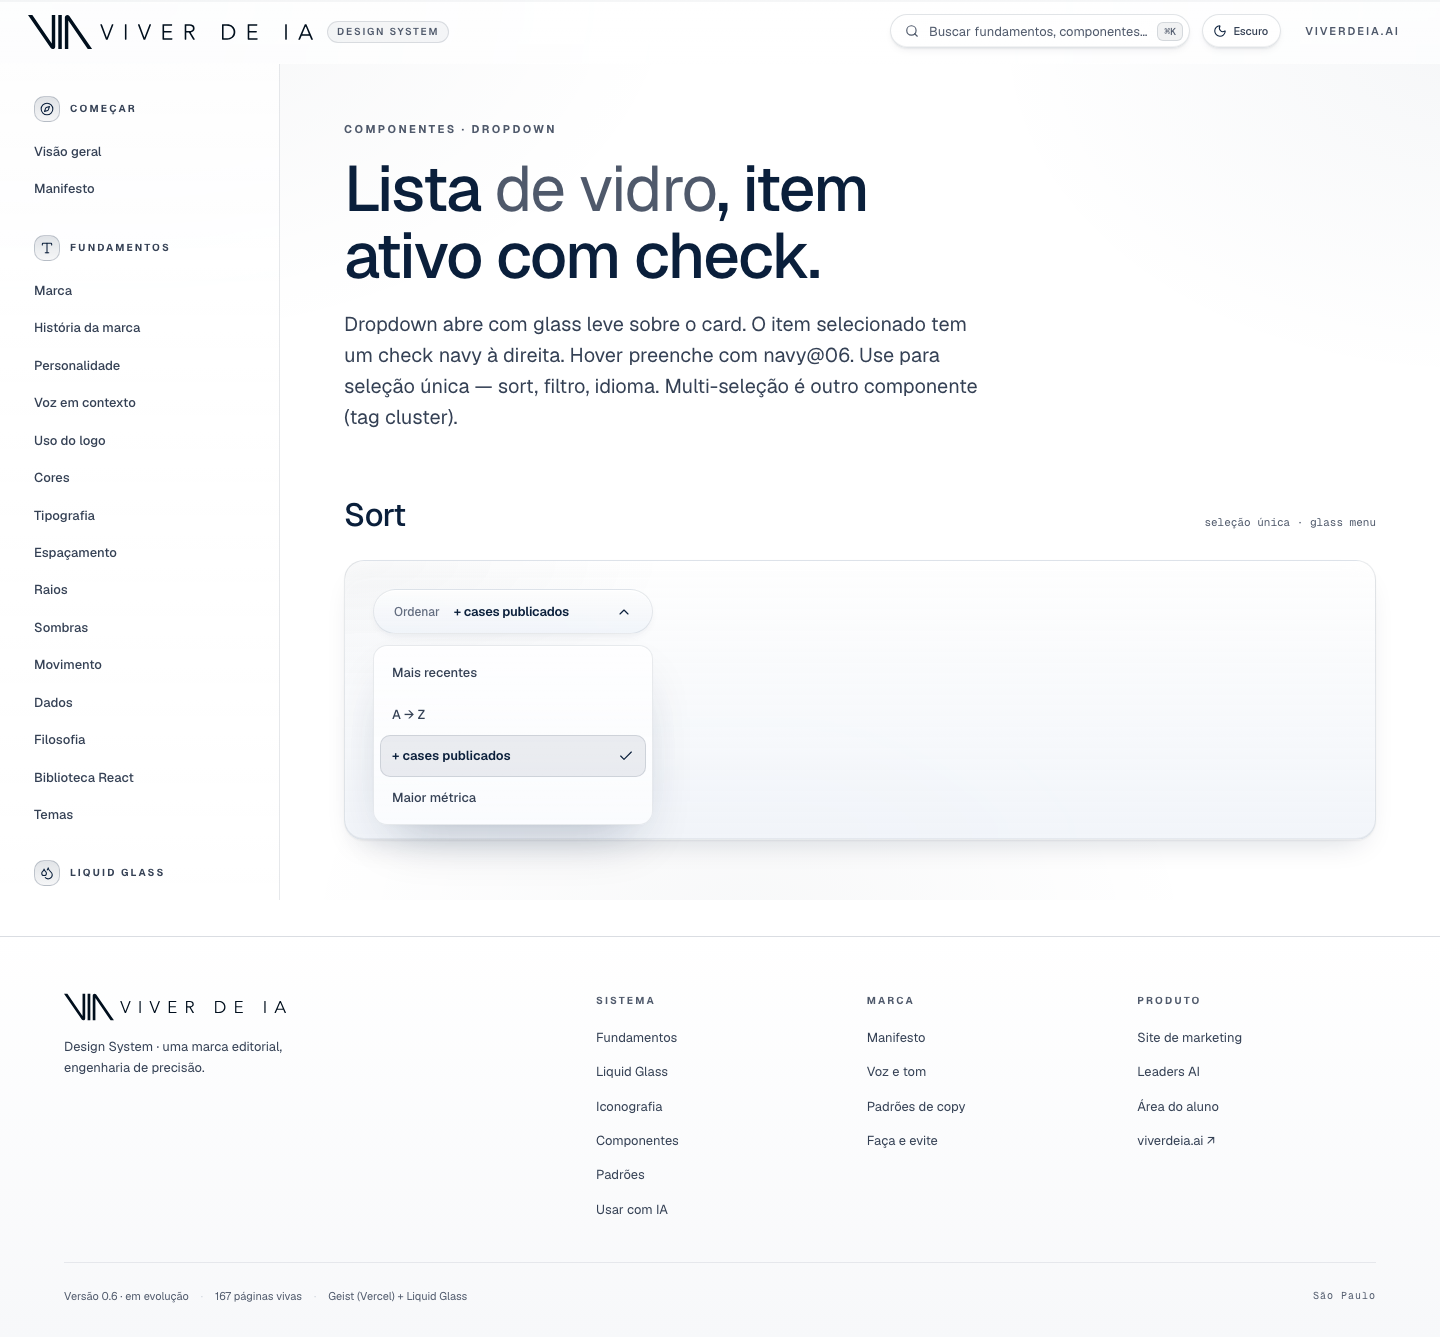 VIVER DE IA
DESIGN SYSTEM
Buscar fundamentos, componentes...
⌘K
Escuro
VIVERDEIA.AI
COMEÇAR
Visão geral
Manifesto
FUNDAMENTOS
Marca
História da marca
Personalidade
Voz em contexto
Uso do logo
Cores
Tipografia
Espaçamento
Raios
Sombras
Movimento
Dados
Filosofia
Biblioteca React
Temas
LIQUID GLASS
COMPONENTES · DROPDOWN
Lista de vidro, item
ativo com check.
Dropdown abre com glass leve sobre o card. O item selecionado tem
um check navy à direita. Hover preenche com navy@06. Use para
seleção única — sort, filtro, idioma. Multi-seleção é outro componente
(tag cluster).
Sort
seleção única · glass menu
Ordenar + cases publicados
Mais recentes
A → Z
+ cases publicados
Maior métrica
VIVER DE IA
Design System · uma marca editorial,
engenharia de precisão.
SISTEMA
Fundamentos
Liquid Glass
Iconografia
Componentes
Padrões
Usar com IA
MARCA
Manifesto
Voz e tom
Padrões de copy
Faça e evite
PRODUTO
Site de marketing
Leaders AI
Área do aluno
viverdeia.ai ↗
Versão 0.6 · em evolução · 167 páginas vivas · Geist (Vercel) + Liquid Glass
São Paulo